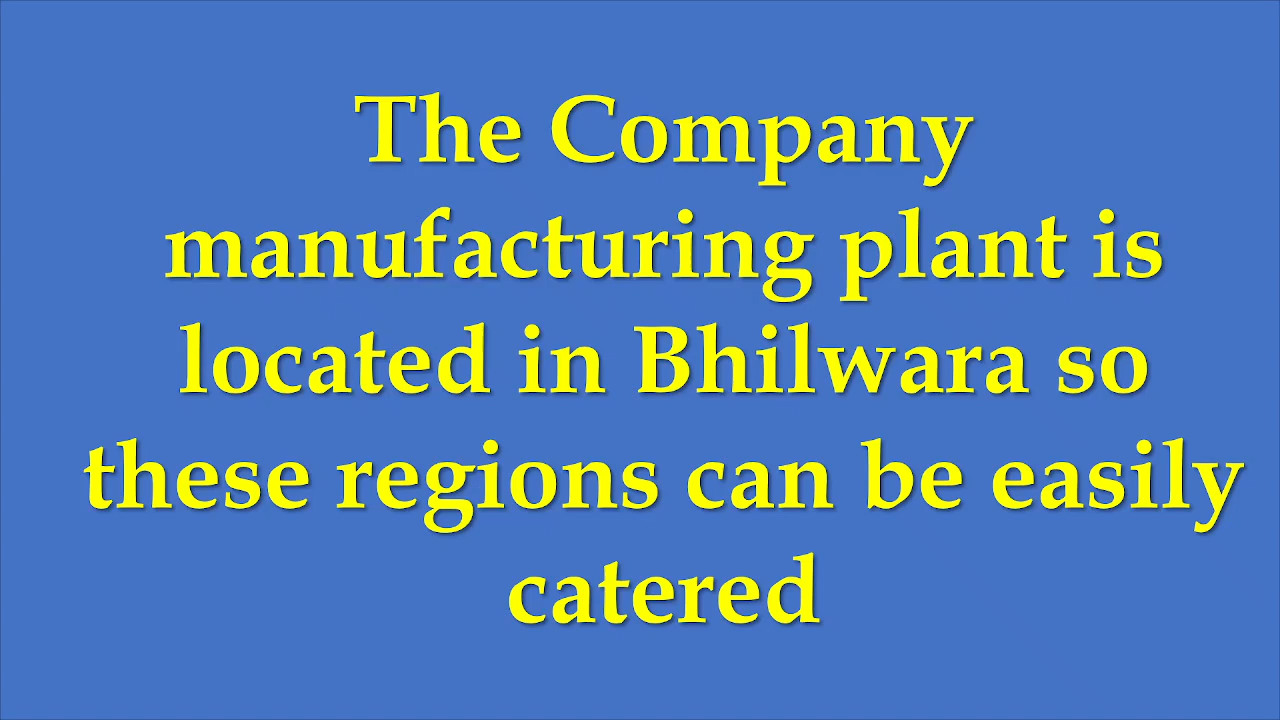 The Company
manufacturing plant is
located in Bhilwara so
these regions can be easily
catered